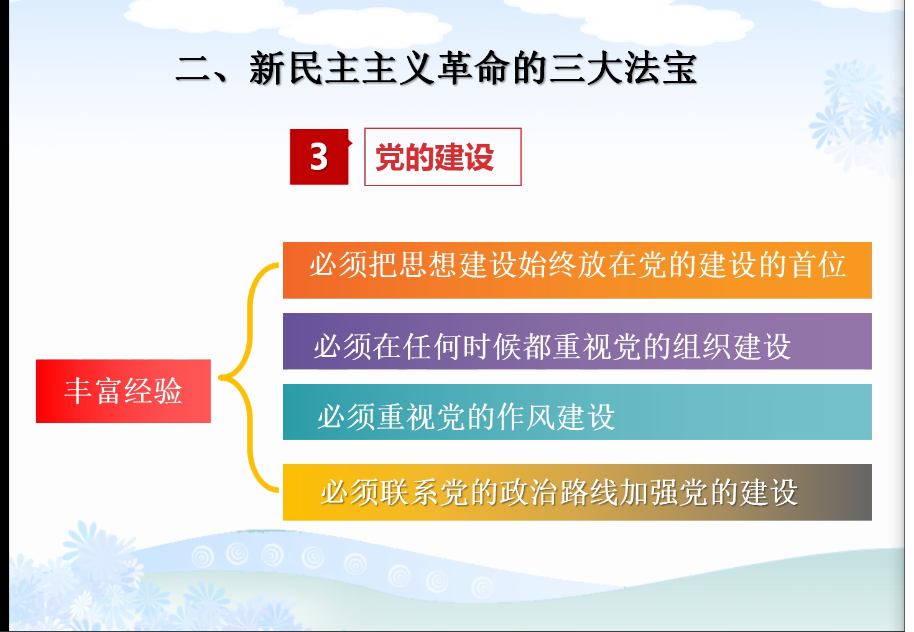 二、新民主主义革命的三大法宝
3
党的建设
必须把思想建设始终放在党的建设的首位
必须在任何时候都重视党的组织建设
丰富经验
必须重视党的作风建设
必须联系党的政治路线加强党的建设